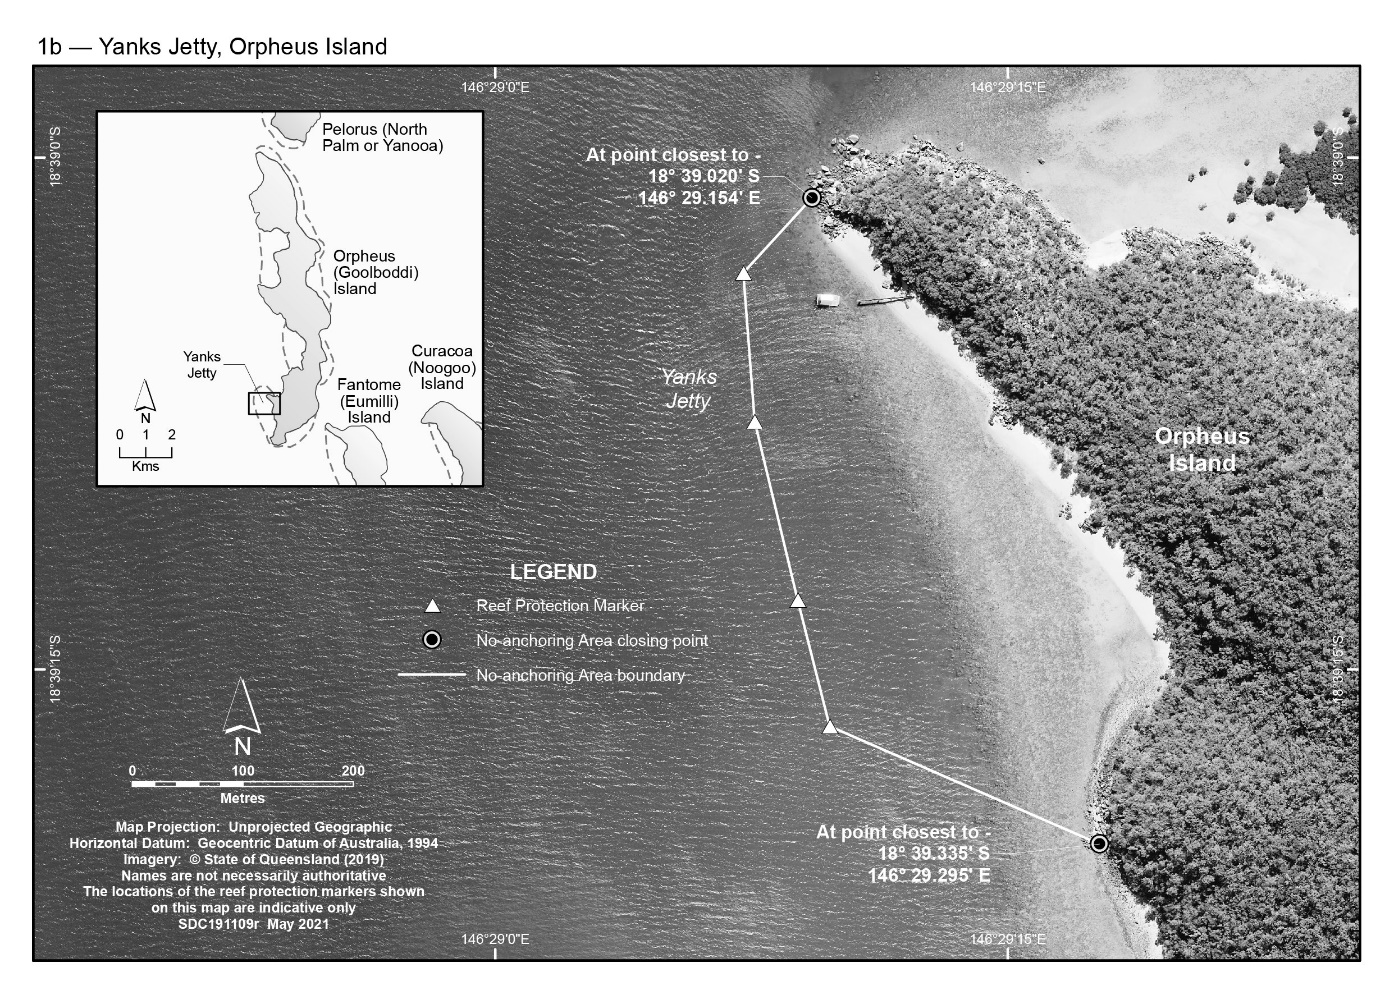 1b — Yanks Jetty, Orpheus Island
146°29'0"E
146°29'15"E
18°39'0"S
18°39'0"S
Pelorus (North
Palm or Yanooa)
Orpheus
(Goolboddi)
Island
Yanks
Jetty
Curacoa
(Noogoo)
Island
Fantome
(Eumilli)
Island
N
0 1 2
Kms
At point closest to -
18° 39.020' S
146° 29.154' E
Yanks
Jetty
Orpheus
Island
LEGEND
Reef Protection Marker
No-anchoring Area closing point
No-anchoring Area boundary
18°39'15"S
18°39'15"S
N
0 100 200
Metres
Map Projection: Unprojected Geographic
Horizontal Datum: Geocentric Datum of Australia, 1994
Imagery: © State of Queensland (2019)
Names are not necessarily authoritative
The locations of the reef protection markers shown
on this map are indicative only
SDC191109r May 2021
At point closest to -
18° 39.335' S
146° 29.295' E
146°29'0"E
146°29'15"E